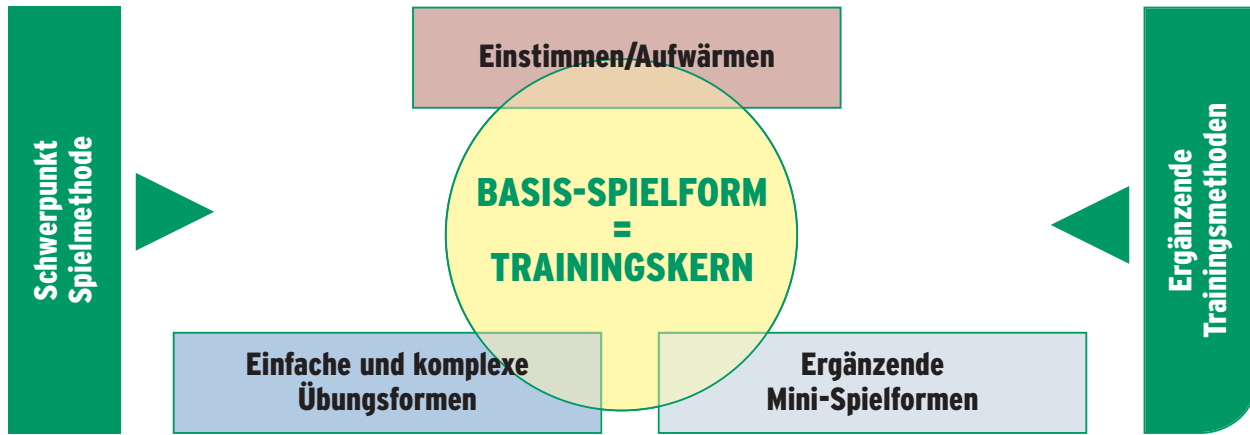 Schwerpunkt
Spielmethode
Einstimmen/Aufwärmen
BASIS-SPIELFORM
=
TRAININGSKERN
Einfache und komplexe
Übungsformen
Ergänzende
Mini-Spielformen
Ergänzende
Trainingsmethoden